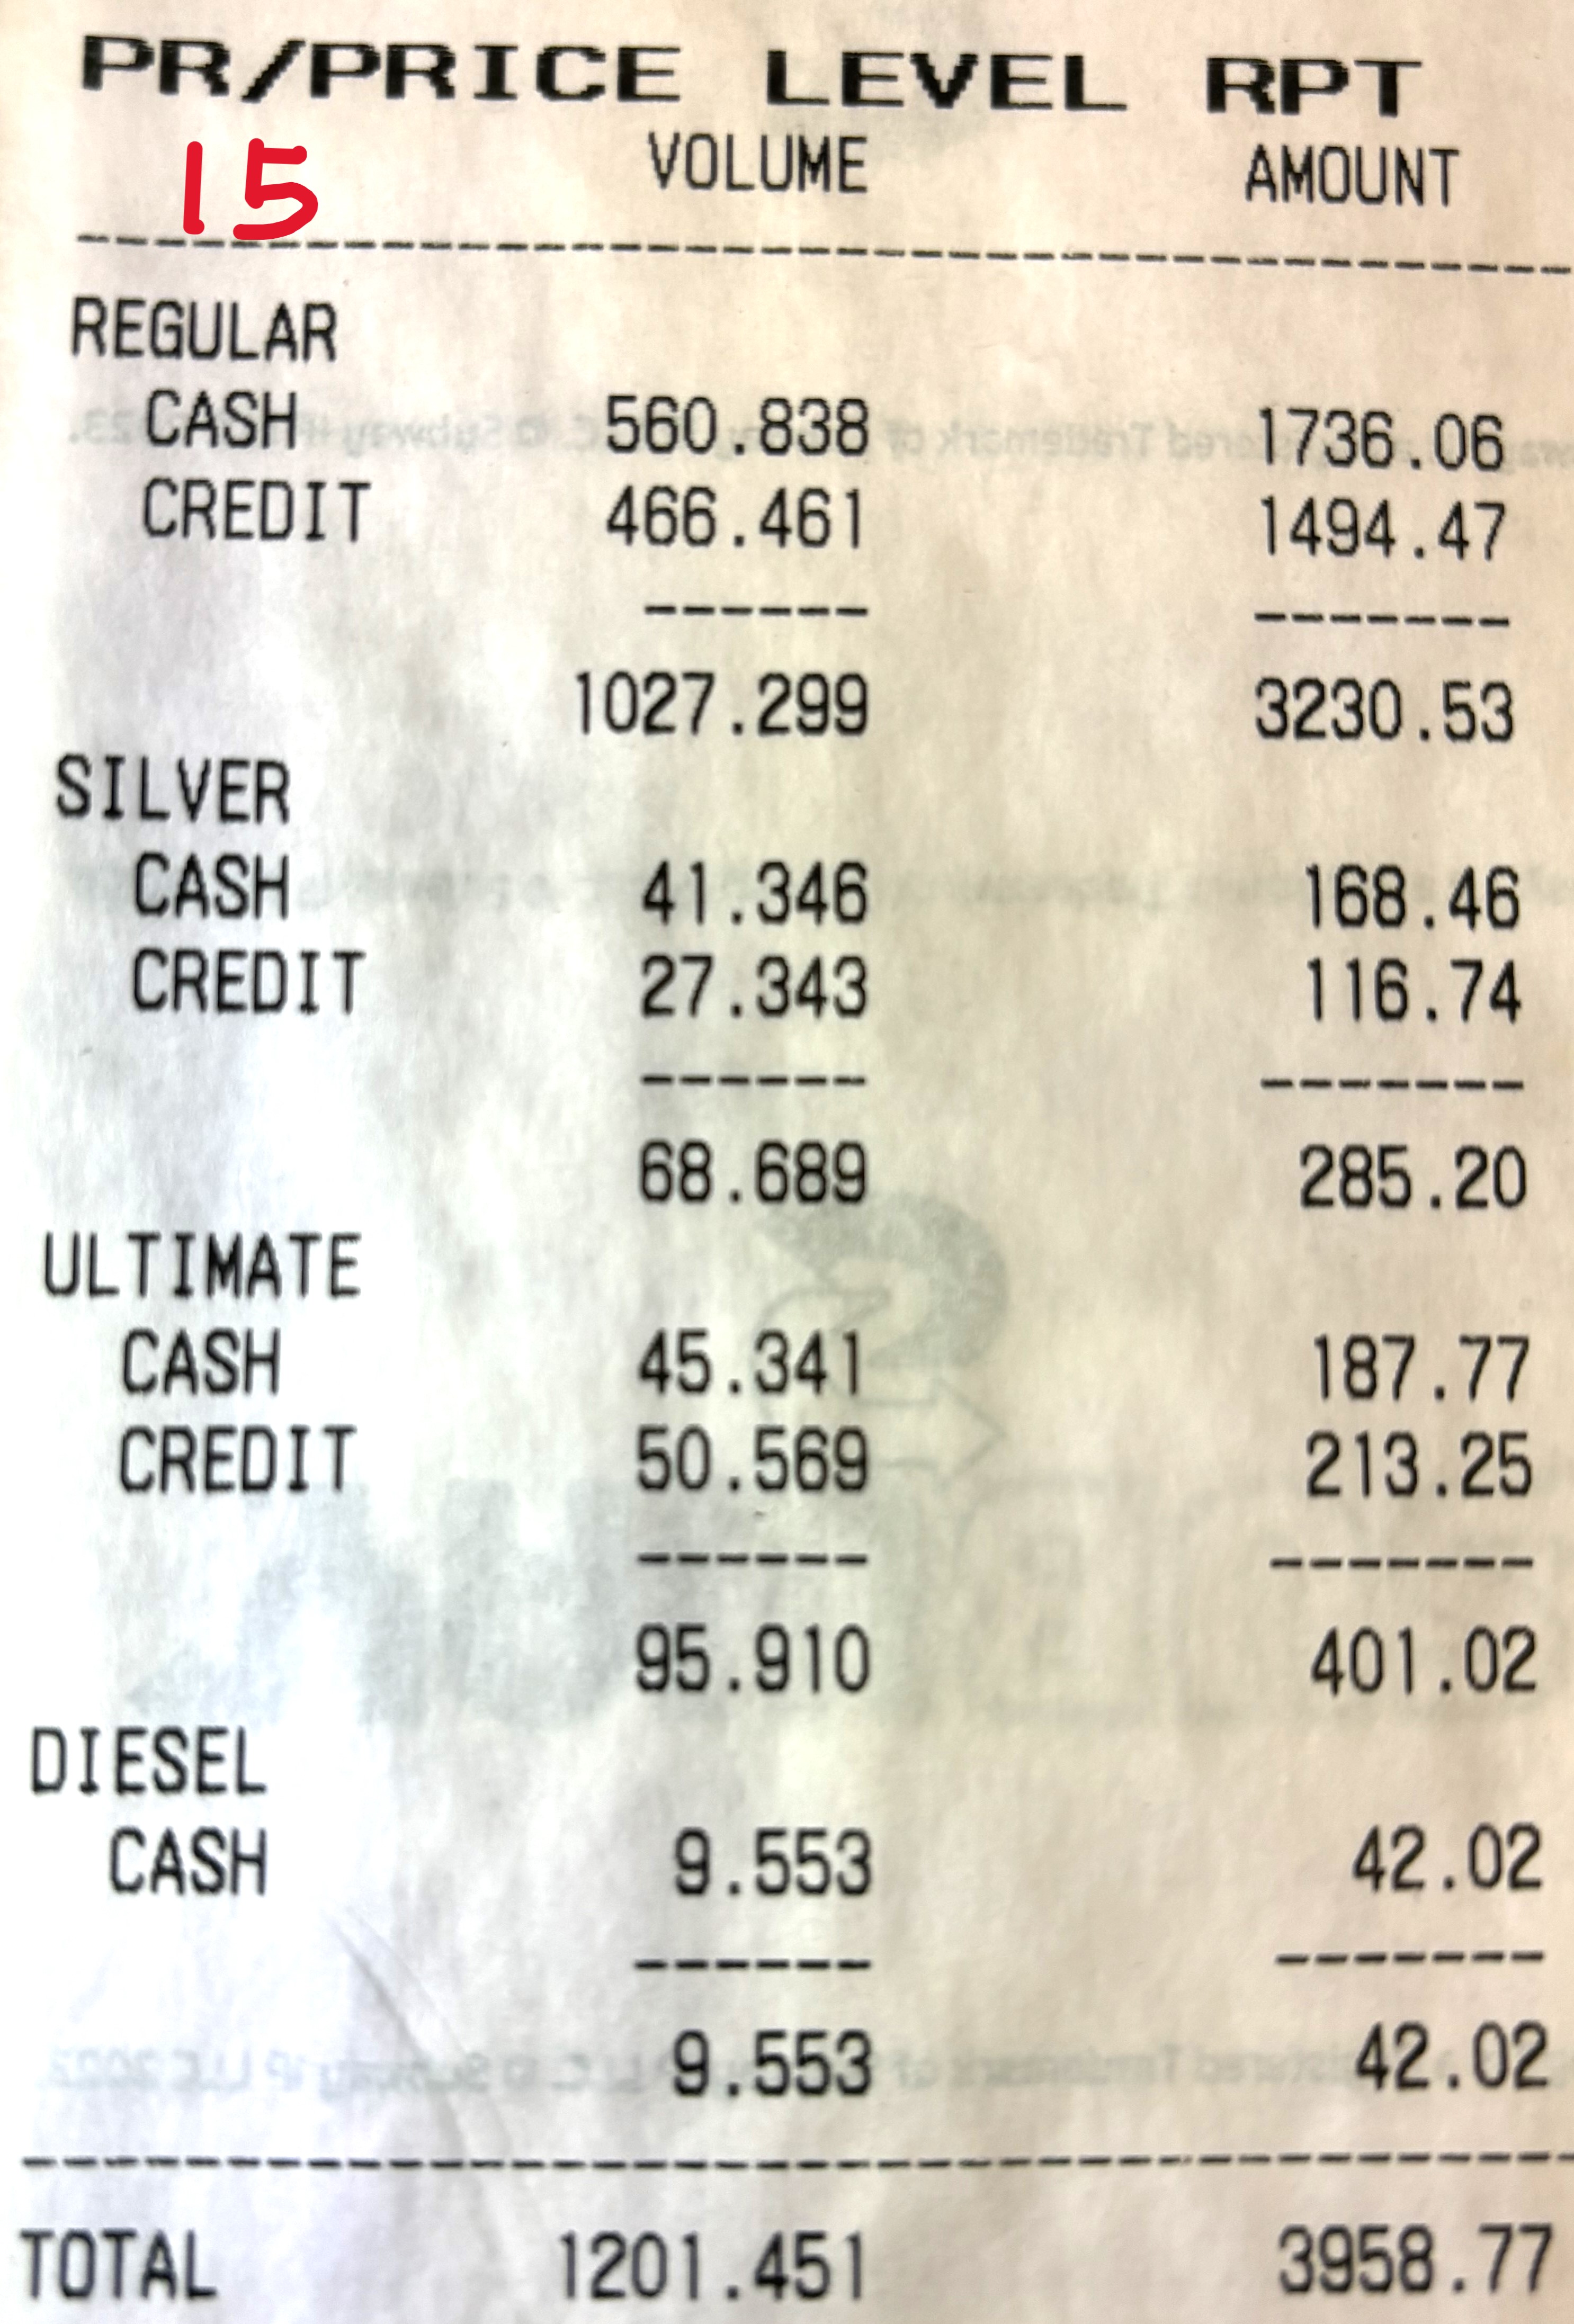 PR/PRICE LEVEL RPT
15 VOLUME AMOUNT
REGULAR
CASH 560.838 1736.06
CREDIT 466.461 1494.47
------ -------
1027.299 3230.53
SILVER
CASH 41.346 168.46
CREDIT 27.343 116.74
------ -------
68.689 285.20
ULTIMATE
CASH 45.341 187.77
CREDIT 50.569 213.25
------ -------
95.910 401.02
DIESEL
CASH 9.553 42.02
------ -------
9.553 42.02
TOTAL 1201.451 3958.77